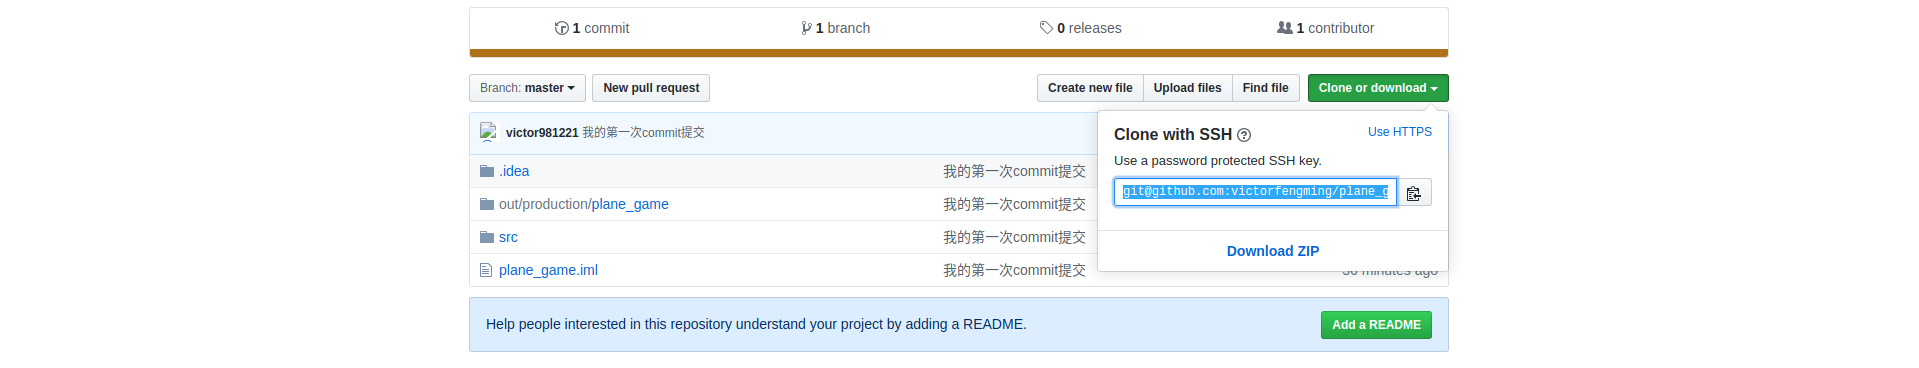 1 commit 1 branch 0 releases 1 contributor
Branch: master New pull request Create new file Upload files Find file Clone or download
victor981221 我的第一次commit提交
Clone with SSH Use HTTPS
Use a password protected SSH key.
git@github.com:victorfengming/plane_g
Download ZIP
.idea 我的第一次commit提交
out/production/plane_game 我的第一次commit提交
src 我的第一次commit提交
plane_game.iml 我的第一次commit提交 minutes ago
Help people interested in this repository understand your project by adding a README. Add a README